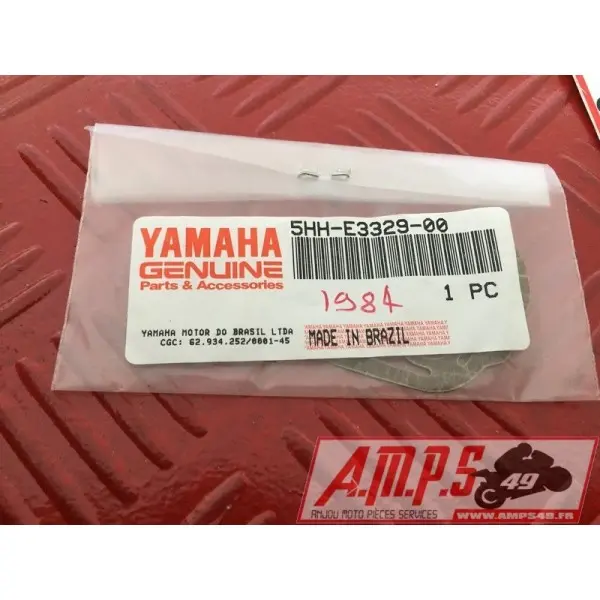 5HH-E3329-00
YAMAHA
GENUINE
Parts & Accessories
1984
1 PC
YAMAHA MOTOR DO BRASIL LTDA
CGC: 62.934.252/0001-45
MADE IN BRAZIL
A.M.P.S
49
ANJOU MOTO PIÈCES SERVICES
WWW.AMPS49.FR